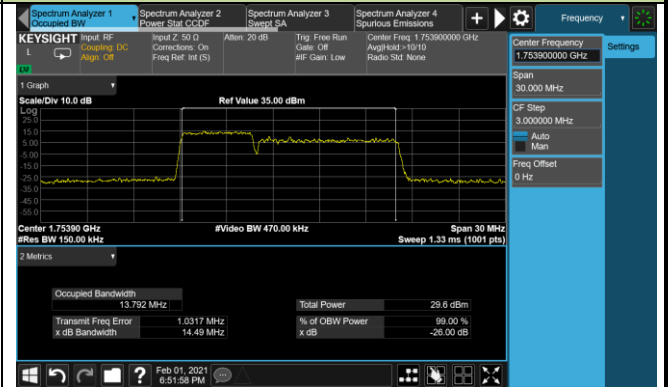 Spectrum Analyzer 1
Occupied BW
Spectrum Analyzer 2
Power Stat CCDF
Spectrum Analyzer 3
Swept SA
Spectrum Analyzer 4
Spurious Emissions
Frequency
KEYSIGHT
L
Input: RF
Coupling: DC
Align: Off
Input Z: 50 Ω
Corrections: On
Freq Ref: Int (S)
Atten: 20 dB
Trig: Free Run
Gate: Off
#IF Gain: Low
Center Freq: 1.753900000 GHz
Avg|Hold:>10/10
Radio Std: None
Center Frequency
1.753900000 GHz
Settings
Span
30.000 MHz
CF Step
3.000000 MHz
Auto
Man
Freq Offset
0 Hz
1 Graph
Scale/Div 10.0 dB
Ref Value 35.00 dBm
Log
25.0
15.0
5.00
-5.00
-15.0
-25.0
-35.0
-45.0
-55.0
Center 1.75390 GHz
#Video BW 470.00 kHz
Span 30 MHz
#Res BW 150.00 kHz
Sweep 1.33 ms (1001 pts)
2 Metrics
Occupied Bandwidth
13.792 MHz
Total Power
29.6 dBm
Transmit Freq Error
1.0317 MHz
% of OBW Power
99.00 %
x dB Bandwidth
14.49 MHz
x dB
-26.00 dB
Feb 01, 2021
6:51:58 PM